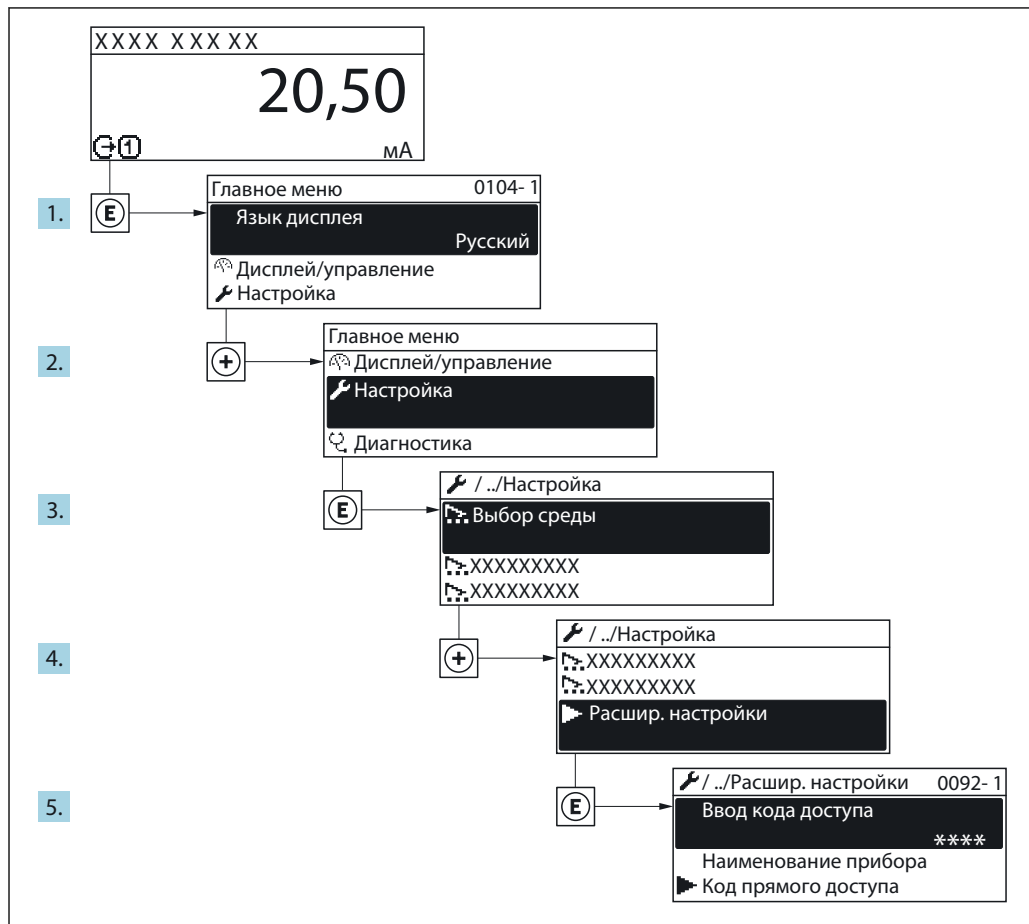 XXXX XXX XX
20,50
1
мА
1.
E
Главное меню 0104-1
Язык дисплея
Русский
Дисплей/управление
Настройка
2.
+
Главное меню
Дисплей/управление
Настройка
Диагностика
3.
E
/ ../Настройка
Выбор среды
XXXXXXXXX
XXXXXXXXX
4.
+
/ ../Настройка
XXXXXXXXX
XXXXXXXXX
Расшир. настройки
5.
E
/ ../Расшир. настройки 0092-1
Ввод кода доступа
****
Наименование прибора
Код прямого доступа